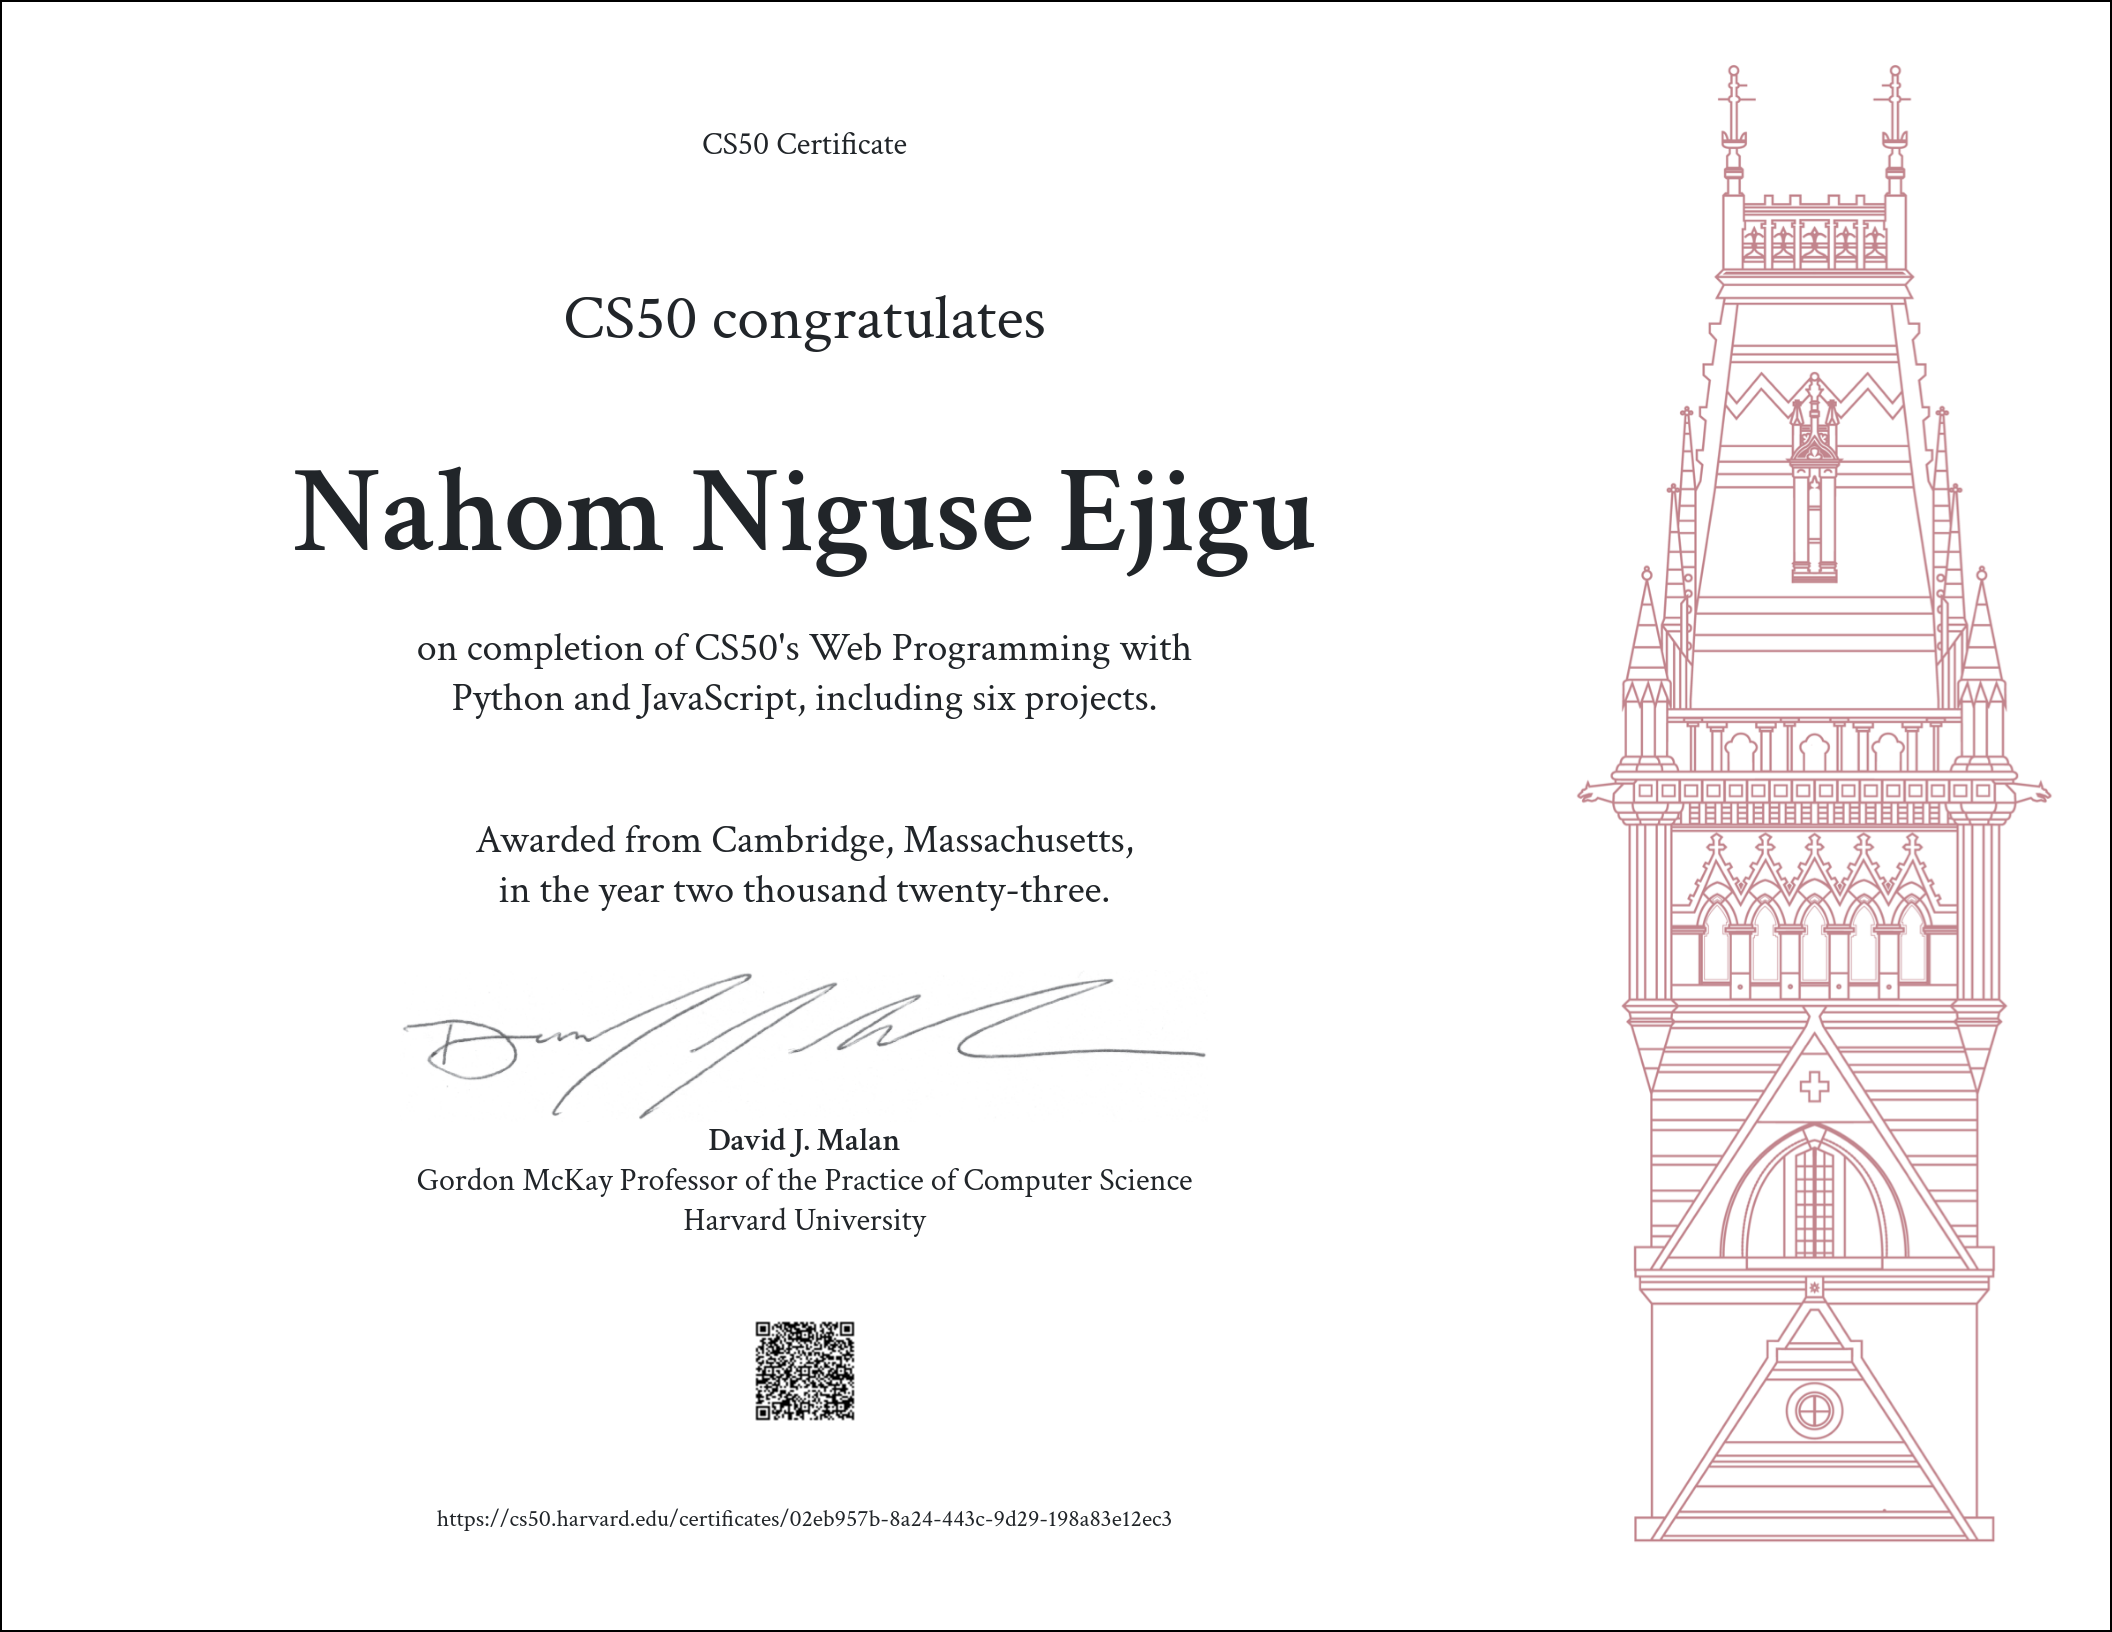 CS50 Certificate
CS50 congratulates
Nahom Niguse Ejigu
on completion of CS50's Web Programming with
Python and JavaScript, including six projects.
Awarded from Cambridge, Massachusetts,
in the year two thousand twenty-three.
David J. Malan
Gordon McKay Professor of the Practice of Computer Science
Harvard University
https://cs50.harvard.edu/certificates/02eb957b-8a24-443c-9d29-198a83e12ec3